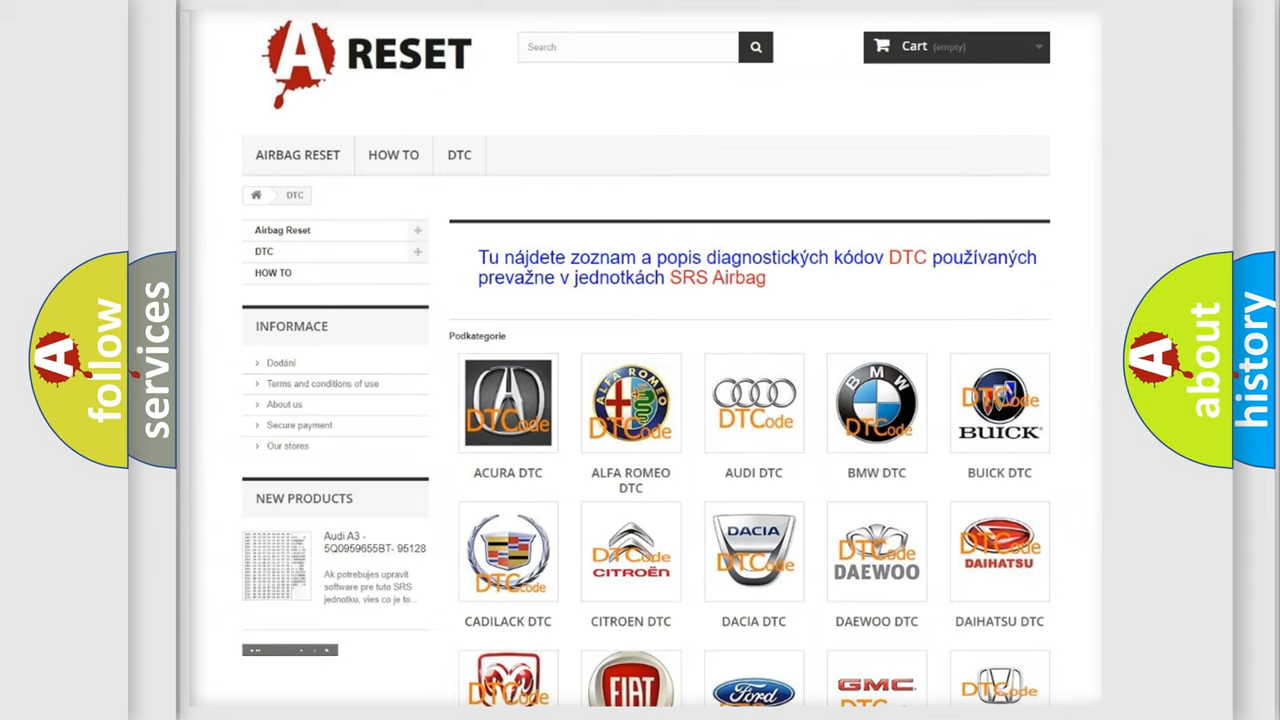 A RESET
Search
Cart (empty)
AIRBAG RESET
HOW TO
DTC
DTC
Airbag Reset
DTC
HOW TO
Tu nájdete zoznam a popis diagnostických kódov DTC používaných
prevažne v jednotkách SRS Airbag
INFORMACE
Dodání
Terms and conditions of use
About us
Secure payment
Our stores
Podkategorie
DTCode
ALFA ROMEO
DTCode
DTCode
BMW
DTCode
DTCode
BUICK
ACURA DTC
ALFA ROMEO
DTC
AUDI DTC
BMW DTC
BUICK DTC
NEW PRODUCTS
Audi A3 -
5Q0959655BT- 95128
Ak potrebujes upravit
software pre tuto SRS
jednotku, vies co je to...
DTCode
DTCode
CITROËN
DACIA
DTCode
DTCode
DAEWOO
DTCode
DAIHATSU
CADILACK DTC
CITROEN DTC
DACIA DTC
DAEWOO DTC
DAIHATSU DTC
DTCode
FIAT
Ford
GMC
DTCode
A follow
services
A about
history